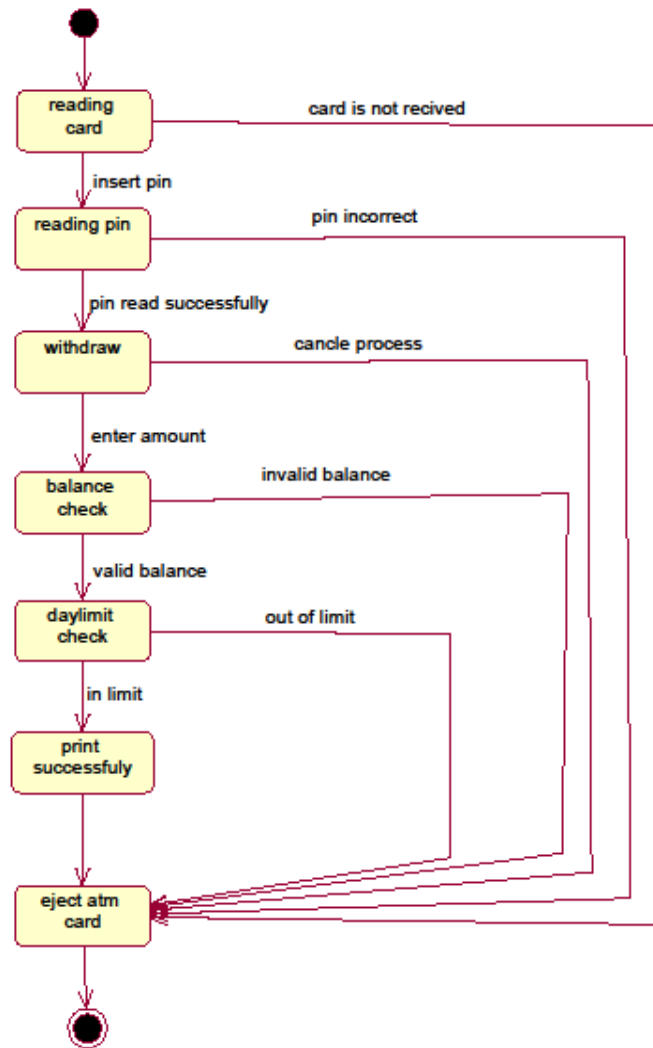 reading
card
card is not recived
insert pin
reading pin
pin incorrect
pin read successfully
withdraw
cancle process
enter amount
balance
check
invalid balance
valid balance
daylimit
check
out of limit
in limit
print
successfuly
eject atm
card